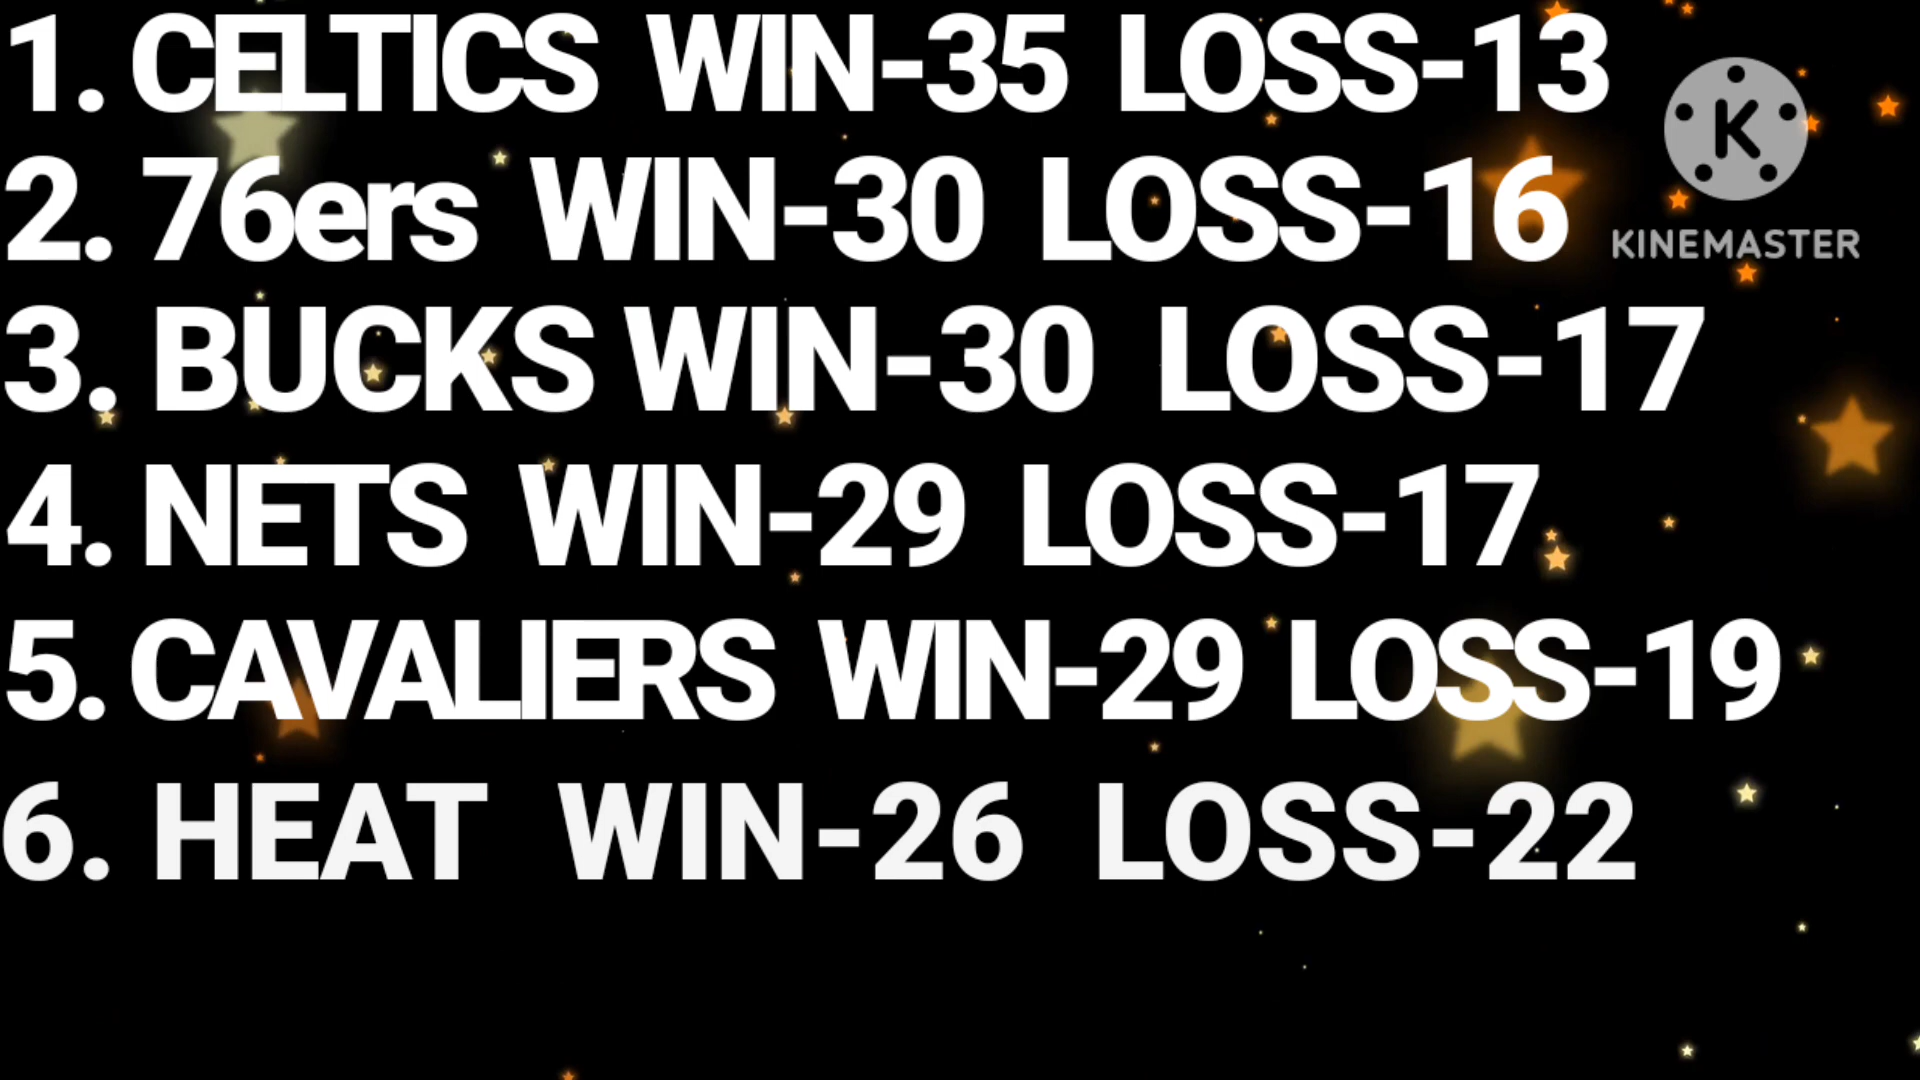 1. CELTICS WIN-35 LOSS-13
K
2. 76ers WIN-30 LOSS-16
KINEMASTER
3. BUCKS WIN-30 LOSS-17
4. NETS WIN-29 LOSS-17
5. CAVALIERS WIN-29 LOSS-19
6. HEAT WIN-26 LOSS-22